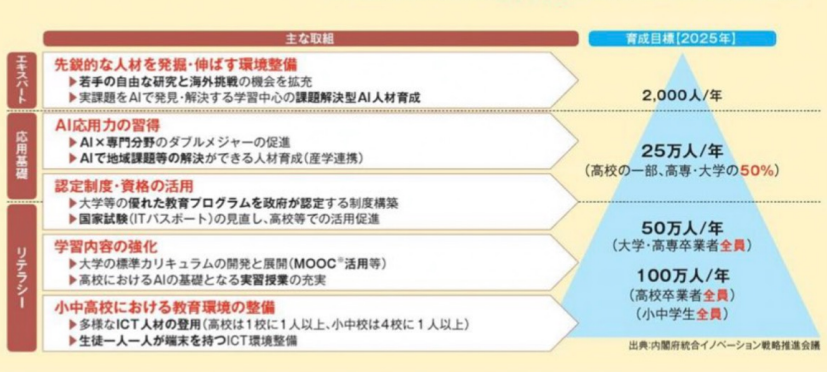 主な取組
育成目標【2025年】
エキスパート
先鋭的な人材を発掘・伸ばす環境整備
▶若手の自由な研究と海外挑戦の機会を拡充
▶実課題をAIで発見・解決する学習中心の課題解決型AI人材育成
2,000人/年
応用基礎
AI応用力の習得
▶AI×専門分野のダブルメジャーの促進
▶AIで地域課題等の解決ができる人材育成(産学連携)
25万人/年
(高校の一部、高専・大学の50%)
認定制度・資格の活用
▶大学等の優れた教育プログラムを政府が認定する制度構築
▶国家試験(ITパスポート)の見直し、高校等での活用促進
リテラシー
学習内容の強化
▶大学の標準カリキュラムの開発と展開(MOOC®活用等)
▶高校におけるAIの基礎となる実習授業の充実
50万人/年
(大学・高専卒業者全員)
100万人/年
(高校卒業者全員)
(小中学生全員)
小中高校における教育環境の整備
▶多様なICT人材の登用(高校は1校に1人以上、小中校は4校に1人以上)
▶生徒一人一人が端末を持つICT環境整備
出典:内閣府統合イノベーション戦略推進会議